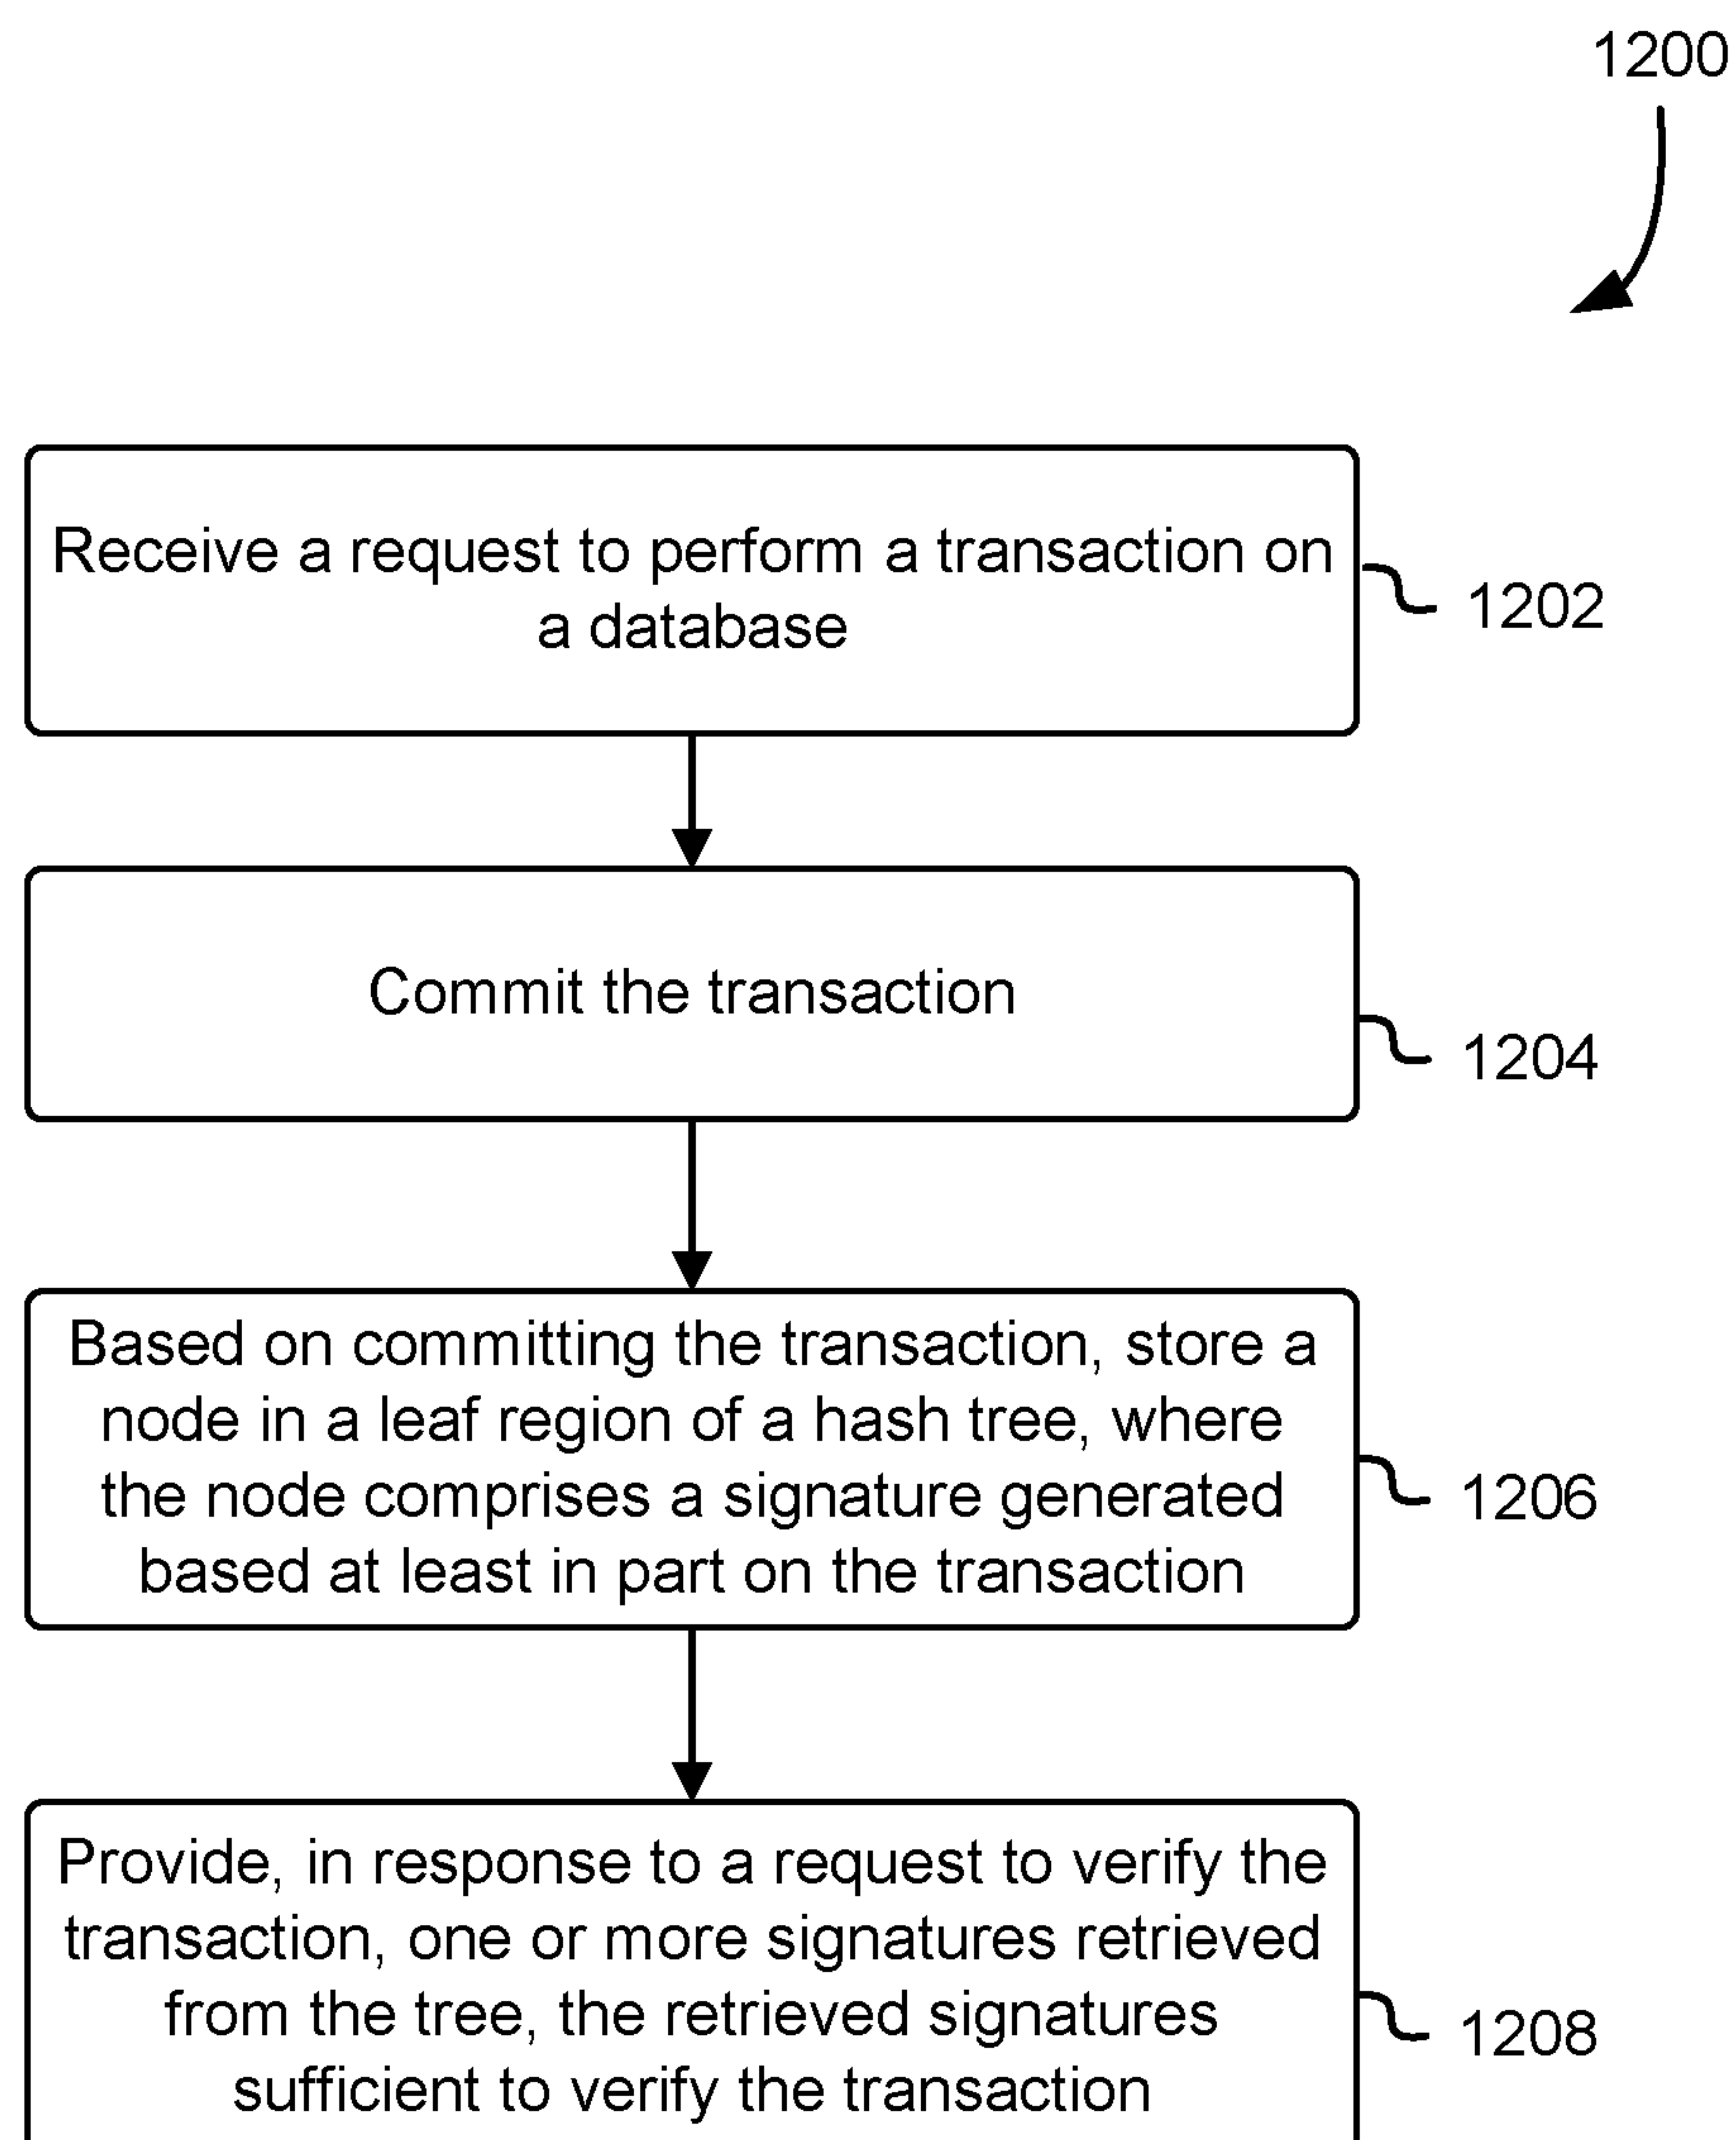 1200
Receive a request to perform a transaction on
a database
1202
Commit the transaction
1204
Based on committing the transaction, store a
node in a leaf region of a hash tree, where
the node comprises a signature generated
based at least in part on the transaction
1206
Provide, in response to a request to verify the
transaction, one or more signatures retrieved
from the tree, the retrieved signatures
sufficient to verify the transaction
1208